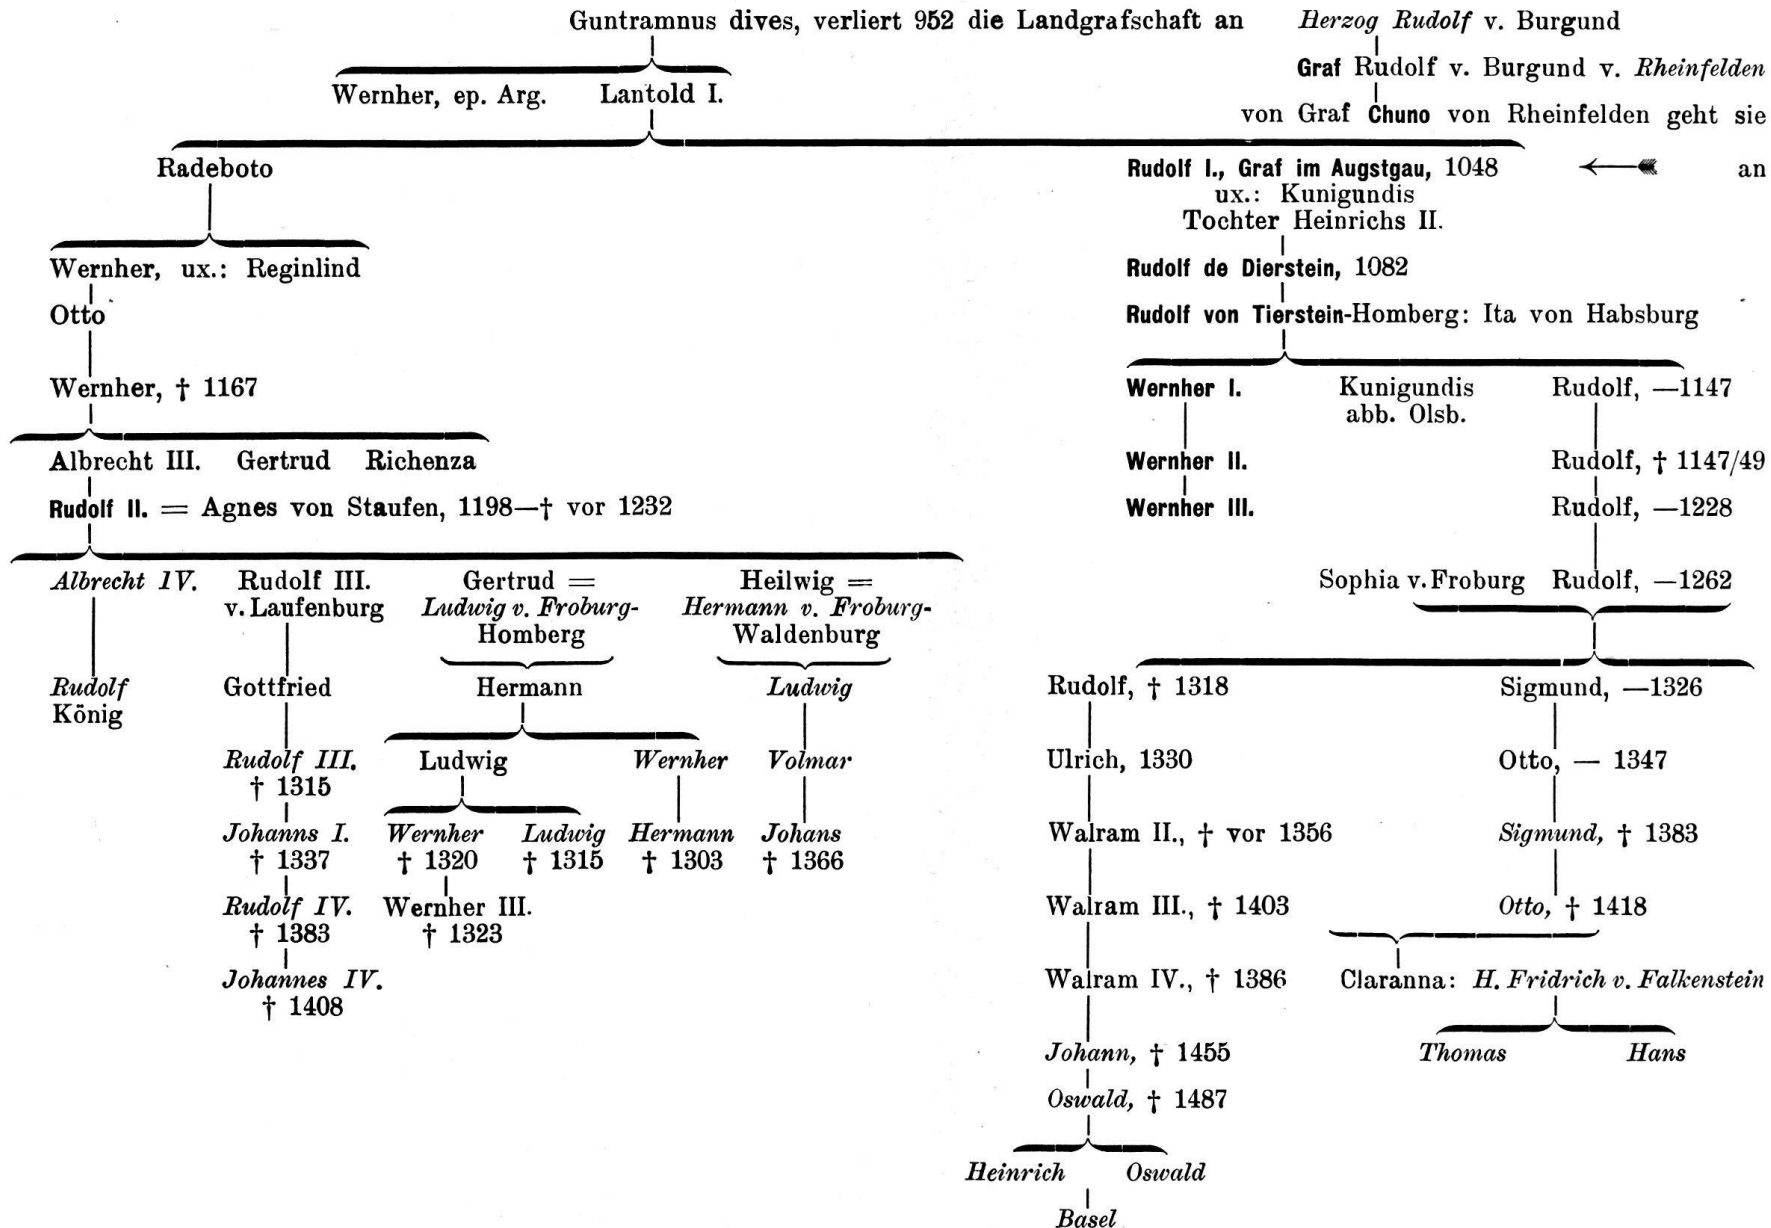 Guntramnus dives, verliert 952 die Landgrafschaft an Herzog Rudolf v. Burgund
Graf Rudolf v. Burgund v. Rheinfelden
Wernher, ep. Arg. Lantold I.
von Graf Chuno von Rheinfelden geht sie
Radeboto
Rudolf I., Graf im Augstgau, 1048 an
ux.: Kunigundis
Tochter Heinrichs II.
Wernher, ux.: Reginlind
Rudolf de Dierstein, 1082
Otto
Rudolf von Tierstein-Homberg: Ita von Habsburg
Wernher, † 1167
Wernher I. Kunigundis Rudolf, —1147
abb. Olsb.
Albrecht III. Gertrud Richenza
Wernher II. Rudolf, † 1147/49
Rudolf II. = Agnes von Staufen, 1198—† vor 1232
Wernher III. Rudolf, —1228
Albrecht IV. Rudolf III. Gertrud = Heilwig =
v. Laufenburg Ludwig v. Froburg- Hermann v. Froburg-
Homberg Waldenburg
Sophia v. Froburg Rudolf, —1262
Rudolf Gottfried Hermann Ludwig
König
Rudolf, † 1318 Sigmund, —1326
Rudolf III. Ludwig Wernher Volmar
† 1315
Ulrich, 1330 Otto, — 1347
Johanns I. Wernher Ludwig Hermann Johans
† 1337 † 1320 † 1315 † 1303 † 1366
Walram II., † vor 1356 Sigmund, † 1383
Rudolf IV. Wernher III.
† 1383 † 1323
Walram III., † 1403 Otto, † 1418
Johannes IV.
† 1408
Walram IV., † 1386 Claranna: H. Fridrich v. Falkenstein
Johann, † 1455 Thomas Hans
Oswald, † 1487
Heinrich Oswald
Basel